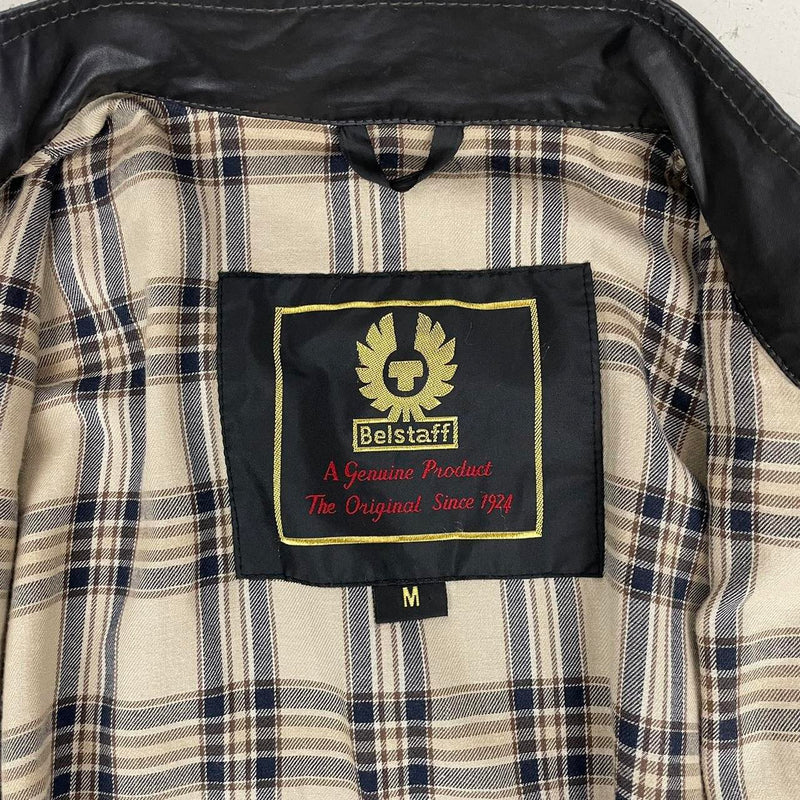 Belstaff
A Genuine Product
The Original Since 1924
M